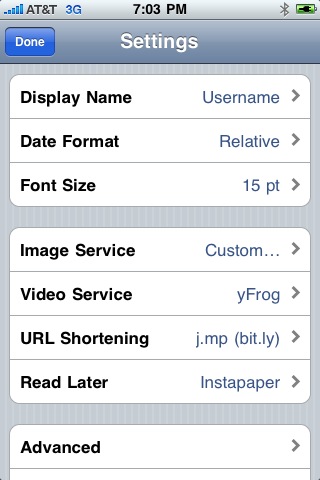 AT&T 3G 7:03 PM
Done Settings
Display Name Username
Date Format Relative
Font Size 15 pt
Image Service Custom...
Video Service yFrog
URL Shortening j.mp (bit.ly)
Read Later Instapaper
Advanced